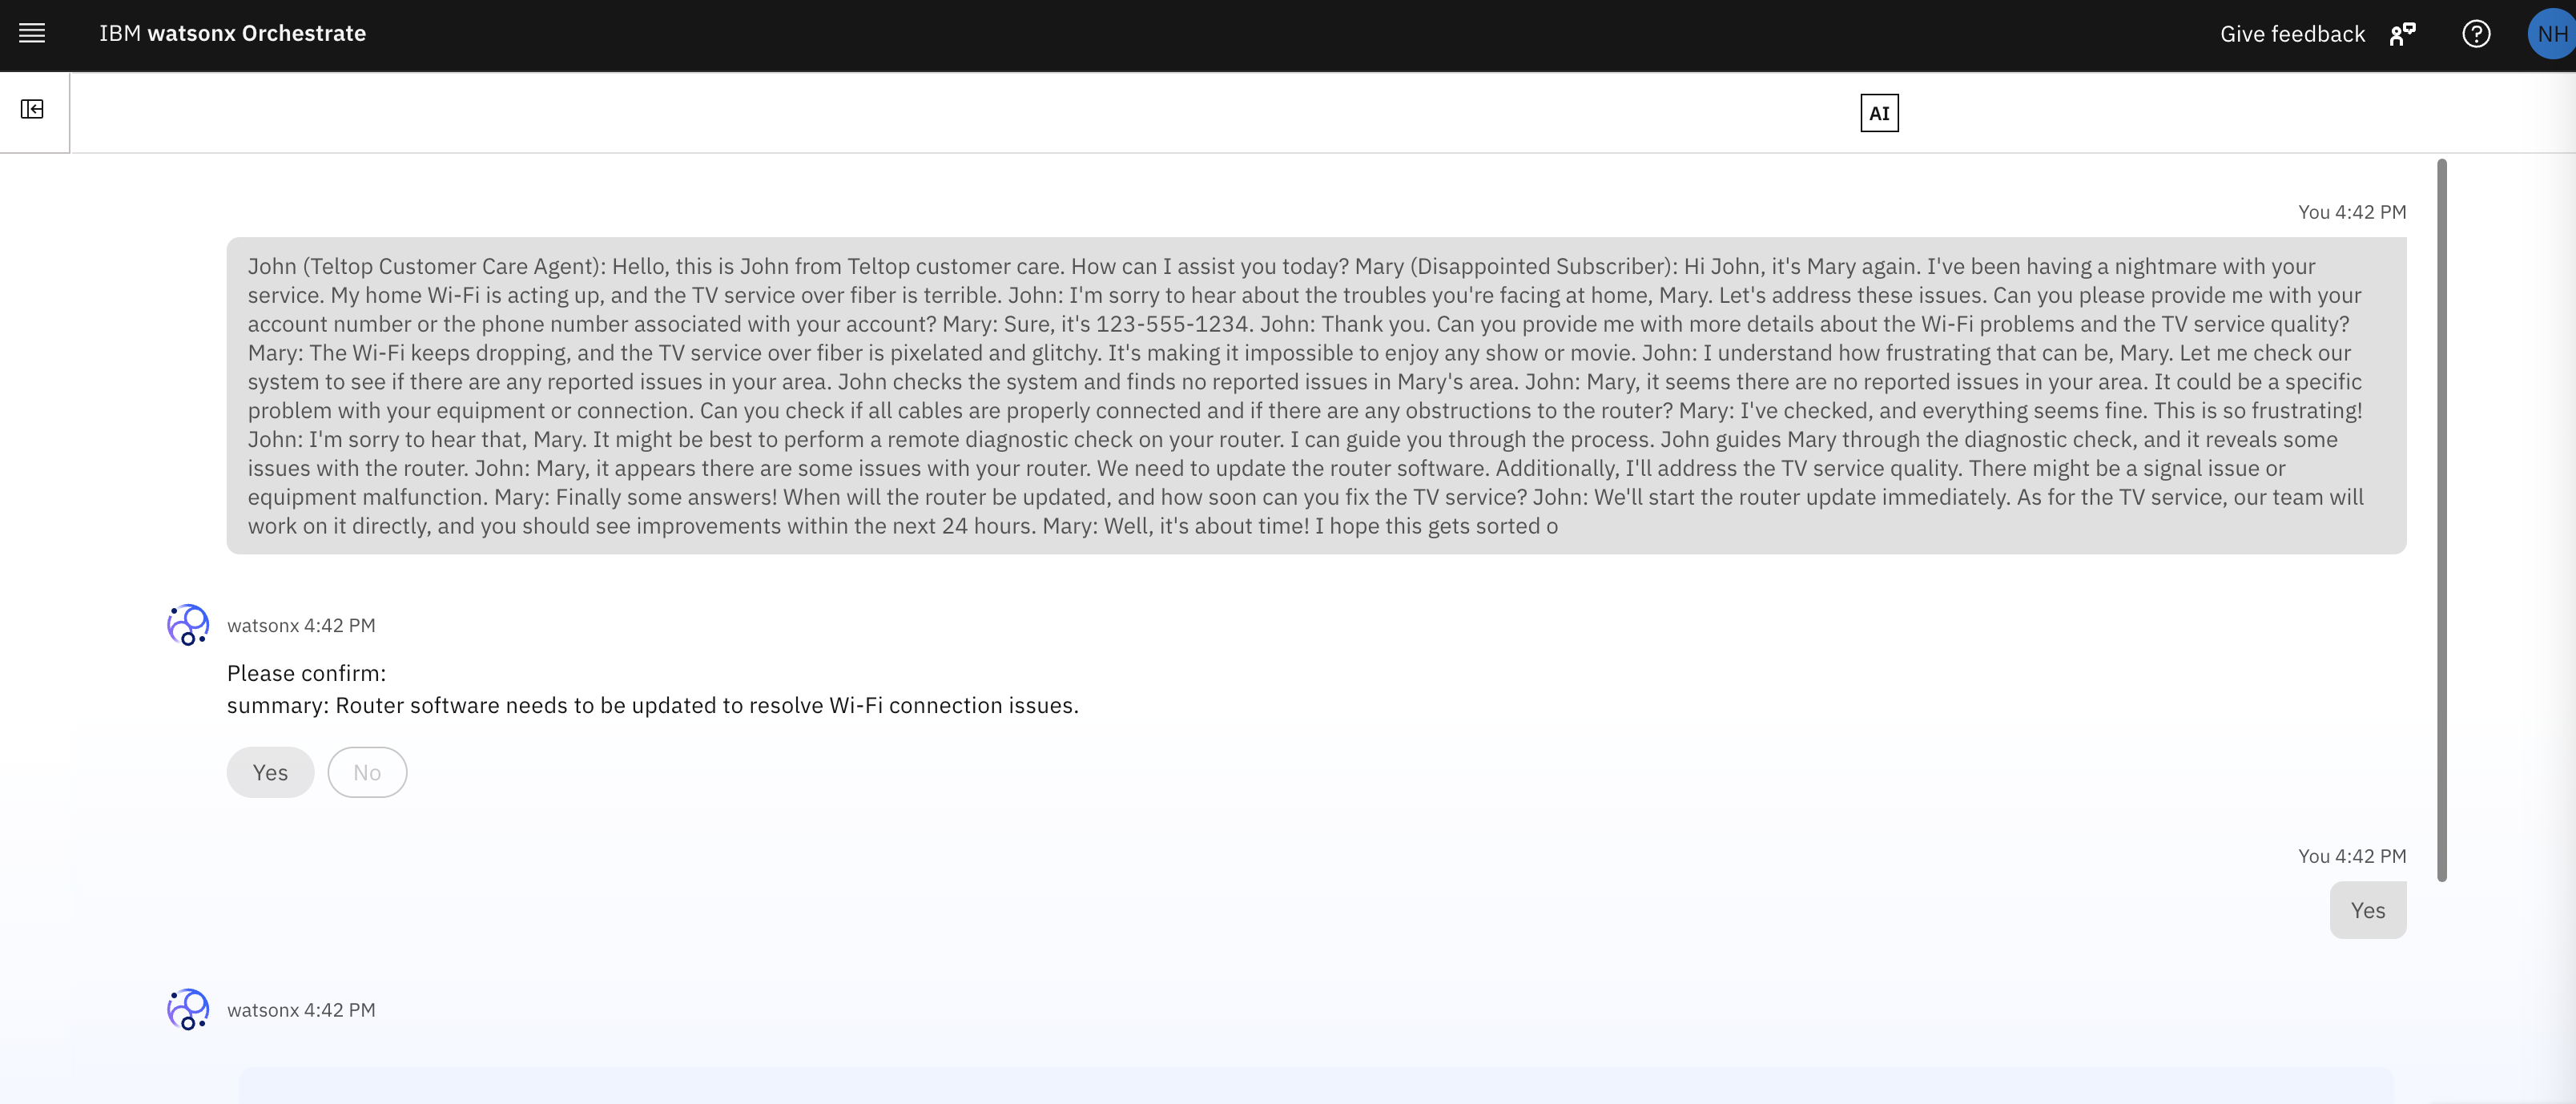 IBM watsonx Orchestrate
Give feedback
NH
AI
You 4:42 PM
John (Teltop Customer Care Agent): Hello, this is John from Teltop customer care. How can I assist you today? Mary (Disappointed Subscriber): Hi John, it's Mary again. I've been having a nightmare with your
service. My home Wi-Fi is acting up, and the TV service over fiber is terrible. John: I'm sorry to hear about the troubles you're facing at home, Mary. Let's address these issues. Can you please provide me with your
account number or the phone number associated with your account? Mary: Sure, it's 123-555-1234. John: Thank you. Can you provide me with more details about the Wi-Fi problems and the TV service quality?
Mary: The Wi-Fi keeps dropping, and the TV service over fiber is pixelated and glitchy. It's making it impossible to enjoy any show or movie. John: I understand how frustrating that can be, Mary. Let me check our
system to see if there are any reported issues in your area. John checks the system and finds no reported issues in Mary's area. John: Mary, it seems there are no reported issues in your area. It could be a specific
problem with your equipment or connection. Can you check if all cables are properly connected and if there are any obstructions to the router? Mary: I've checked, and everything seems fine. This is so frustrating!
John: I'm sorry to hear that, Mary. It might be best to perform a remote diagnostic check on your router. I can guide you through the process. John guides Mary through the diagnostic check, and it reveals some
issues with the router. John: Mary, it appears there are some issues with your router. We need to update the router software. Additionally, I'll address the TV service quality. There might be a signal issue or
equipment malfunction. Mary: Finally some answers! When will the router be updated, and how soon can you fix the TV service? John: We'll start the router update immediately. As for the TV service, our team will
work on it directly, and you should see improvements within the next 24 hours. Mary: Well, it's about time! I hope this gets sorted o
watsonx 4:42 PM
Please confirm:
summary: Router software needs to be updated to resolve Wi-Fi connection issues.
Yes
No
You 4:42 PM
Yes
watsonx 4:42 PM